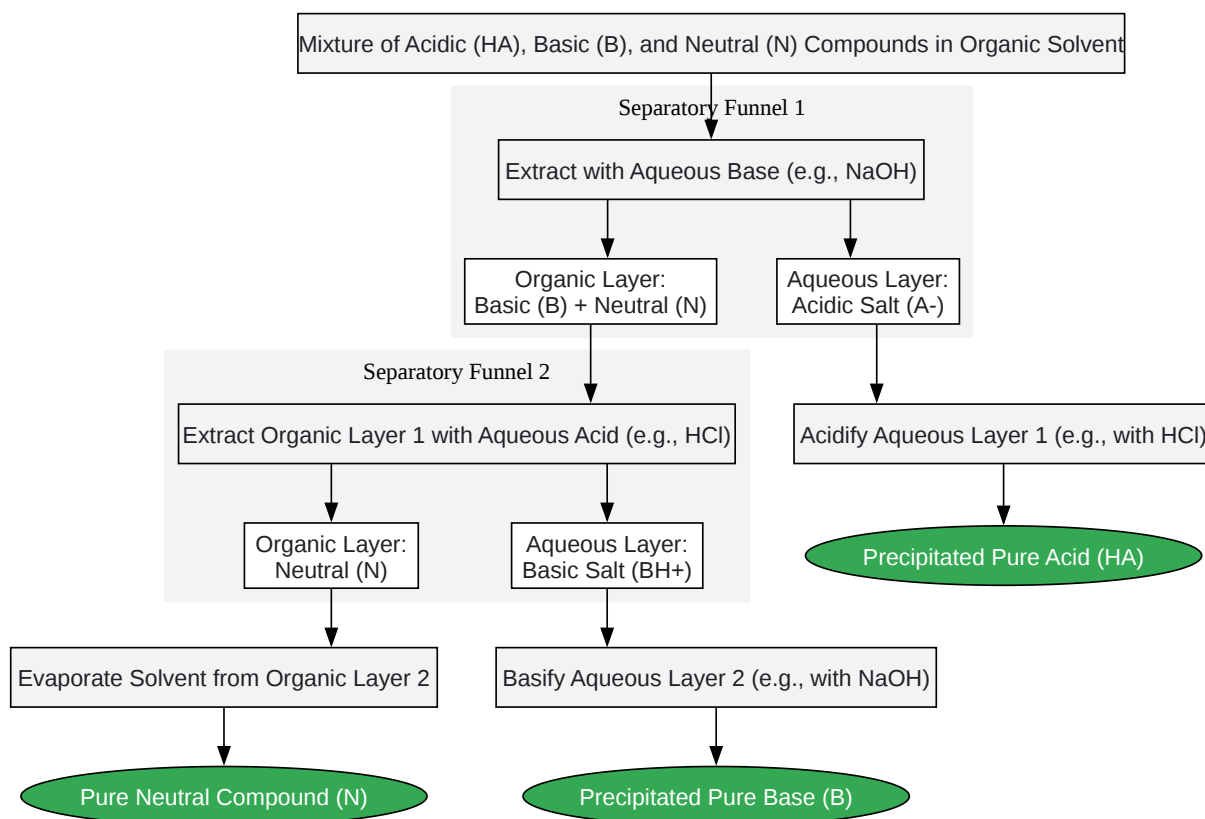 Mixture of Acidic (HA), Basic (B), and Neutral (N) Compounds in Organic Solvent
Separatory Funnel 1
Extract with Aqueous Base (e.g., NaOH)
Organic Layer:
Basic (B) + Neutral (N)
Aqueous Layer:
Acidic Salt (A-)
Separatory Funnel 2
Extract Organic Layer 1 with Aqueous Acid (e.g., HCl)
Acidify Aqueous Layer 1 (e.g., with HCl)
Organic Layer:
Neutral (N)
Aqueous Layer:
Basic Salt (BH+)
Precipitated Pure Acid (HA)
Evaporate Solvent from Organic Layer 2
Basify Aqueous Layer 2 (e.g., with NaOH)
Pure Neutral Compound (N)
Precipitated Pure Base (B)